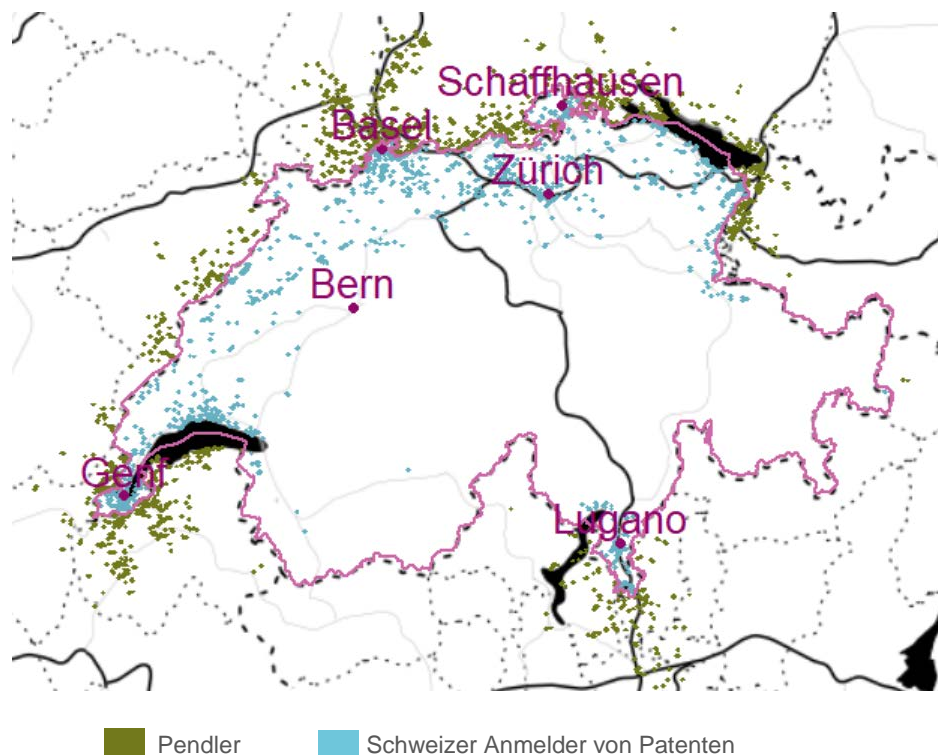 Schaffhausen
Basel
Zürich
Bern
Genf
Lugano
Pendler
Schweizer Anmelder von Patenten